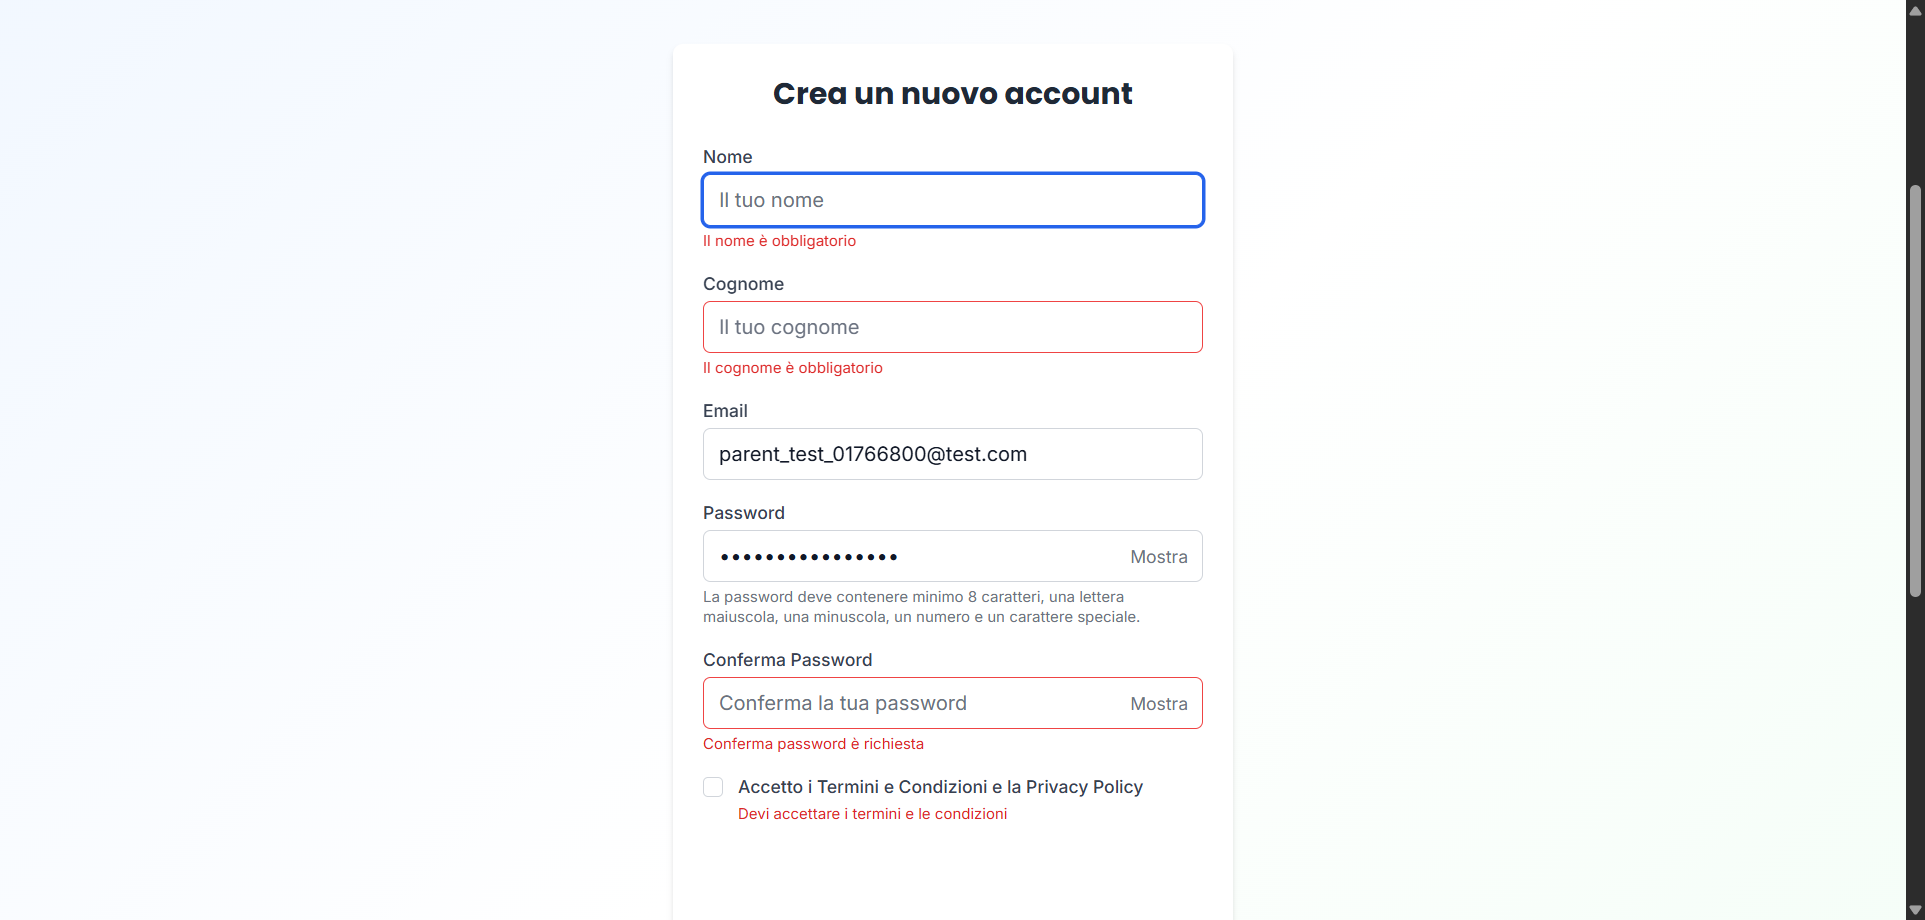 Crea un nuovo account
Nome
Il tuo nome
Il nome è obbligatorio
Cognome
Il tuo cognome
Il cognome è obbligatorio
Email
parent_test_01766800@test.com
Password
•••••••••••••••• Mostra
La password deve contenere minimo 8 caratteri, una lettera
maiuscola, una minuscola, un numero e un carattere speciale.
Conferma Password
Conferma la tua password Mostra
Conferma password è richiesta
Accetto i Termini e Condizioni e la Privacy Policy
Devi accettare i termini e le condizioni